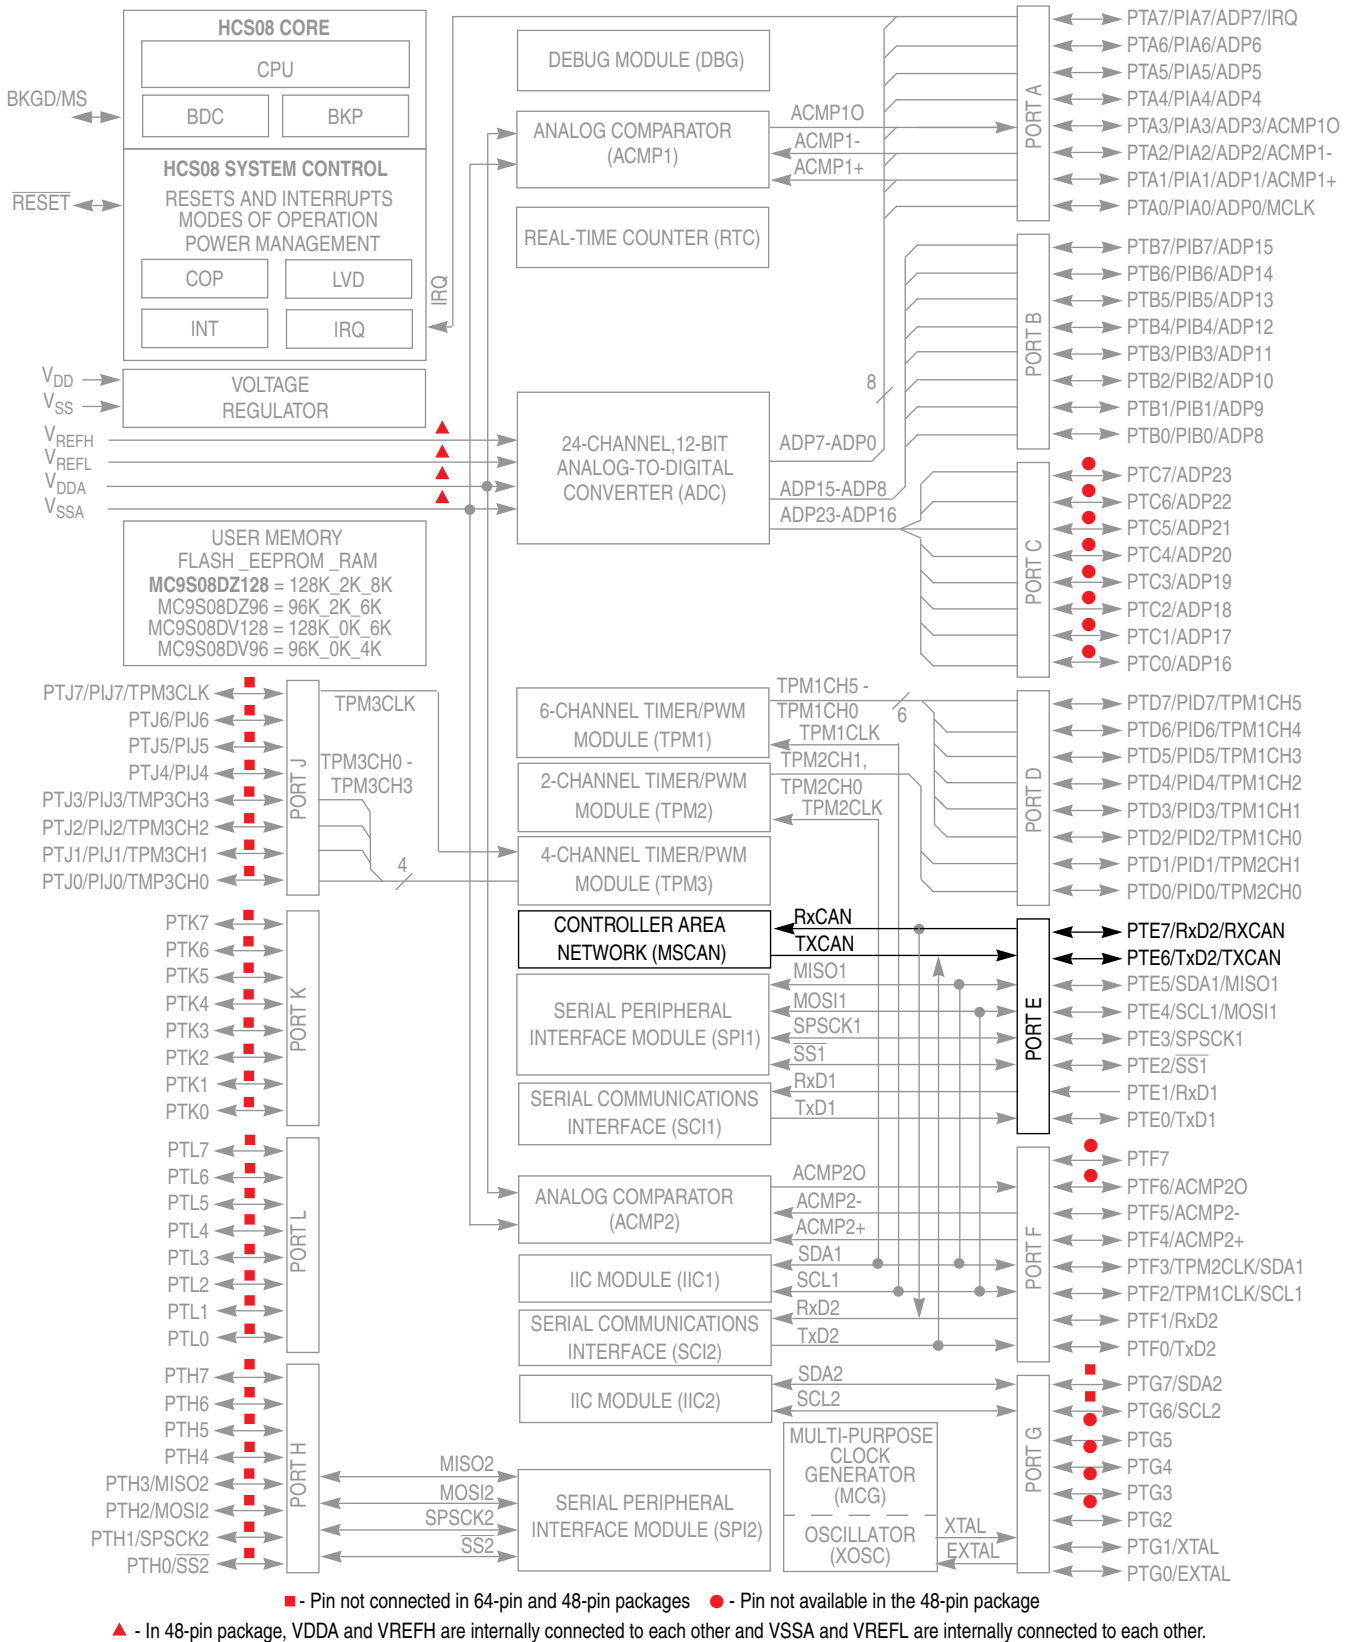 HCS08 CORE
CPU
BDC
BKP
BKGD/MS
HCS08 SYSTEM CONTROL
RESETS AND INTERRUPTS
MODES OF OPERATION
POWER MANAGEMENT
COP
LVD
INT
IRQ
RESET
IRQ
VOLTAGE
REGULATOR
VDD
VSS
VREFH
VREFL
VDDA
VSSA
USER MEMORY
FLASH _EEPROM _RAM
MC9S08DZ128 = 128K_2K_8K
MC9S08DZ96 = 96K_2K_6K
MC9S08DV128 = 128K_0K_6K
MC9S08DV96 = 96K_0K_4K
DEBUG MODULE (DBG)
ANALOG COMPARATOR
(ACMP1)
ACMP1O
ACMP1-
ACMP1+
REAL-TIME COUNTER (RTC)
24-CHANNEL,12-BIT
ANALOG-TO-DIGITAL
CONVERTER (ADC)
8
ADP7-ADP0
ADP15-ADP8
ADP23-ADP16
PORT A
PTA7/PIA7/ADP7/IRQ
PTA6/PIA6/ADP6
PTA5/PIA5/ADP5
PTA4/PIA4/ADP4
PTA3/PIA3/ADP3/ACMP1O
PTA2/PIA2/ADP2/ACMP1-
PTA1/PIA1/ADP1/ACMP1+
PTA0/PIA0/ADP0/MCLK
PORT B
PTB7/PIB7/ADP15
PTB6/PIB6/ADP14
PTB5/PIB5/ADP13
PTB4/PIB4/ADP12
PTB3/PIB3/ADP11
PTB2/PIB2/ADP10
PTB1/PIB1/ADP9
PTB0/PIB0/ADP8
PORT C
PTC7/ADP23
PTC6/ADP22
PTC5/ADP21
PTC4/ADP20
PTC3/ADP19
PTC2/ADP18
PTC1/ADP17
PTC0/ADP16
PTJ7/PIJ7/TPM3CLK
PTJ6/PIJ6
PTJ5/PIJ5
PTJ4/PIJ4
PTJ3/PIJ3/TMP3CH3
PTJ2/PIJ2/TPM3CH2
PTJ1/PIJ1/TPM3CH1
PTJ0/PIJ0/TMP3CH0
PORT J
TPM3CLK
TPM3CH0 -
TPM3CH3
4
6-CHANNEL TIMER/PWM
MODULE (TPM1)
TPM1CH5 -
TPM1CH0
6
TPM1CLK
2-CHANNEL TIMER/PWM
MODULE (TPM2)
TPM2CH1,
TPM2CH0
TPM2CLK
4-CHANNEL TIMER/PWM
MODULE (TPM3)
PORT D
PTD7/PID7/TPM1CH5
PTD6/PID6/TPM1CH4
PTD5/PID5/TPM1CH3
PTD4/PID4/TPM1CH2
PTD3/PID3/TPM1CH1
PTD2/PID2/TPM1CH0
PTD1/PID1/TPM2CH1
PTD0/PID0/TPM2CH0
PTK7
PTK6
PTK5
PTK4
PTK3
PTK2
PTK1
PTK0
PORT K
CONTROLLER AREA
NETWORK (MSCAN)
RxCAN
TXCAN
SERIAL PERIPHERAL
INTERFACE MODULE (SPI1)
MISO1
MOSI1
SPSCK1
SS1
SERIAL COMMUNICATIONS
INTERFACE (SCI1)
RxD1
TxD1
PORT E
PTE7/RxD2/RXCAN
PTE6/TxD2/TXCAN
PTE5/SDA1/MISO1
PTE4/SCL1/MOSI1
PTE3/SPSCK1
PTE2/SS1
PTE1/RxD1
PTE0/TxD1
PTL7
PTL6
PTL5
PTL4
PTL3
PTL2
PTL1
PTL0
PORT L
ANALOG COMPARATOR
(ACMP2)
ACMP2O
ACMP2-
ACMP2+
IIC MODULE (IIC1)
SDA1
SCL1
SERIAL COMMUNICATIONS
INTERFACE (SCI2)
RxD2
TxD2
PORT F
PTF7
PTF6/ACMP2O
PTF5/ACMP2-
PTF4/ACMP2+
PTF3/TPM2CLK/SDA1
PTF2/TPM1CLK/SCL1
PTF1/RxD2
PTF0/TxD2
PTH7
PTH6
PTH5
PTH4
PTH3/MISO2
PTH2/MOSI2
PTH1/SPSCK2
PTH0/SS2
PORT H
MISO2
MOSI2
SPSCK2
SS2
IIC MODULE (IIC2)
SDA2
SCL2
SERIAL PERIPHERAL
INTERFACE MODULE (SPI2)
MULTI-PURPOSE
CLOCK
GENERATOR
(MCG)
OSCILLATOR
(XOSC)
XTAL
EXTAL
PORT G
PTG7/SDA2
PTG6/SCL2
PTG5
PTG4
PTG3
PTG2
PTG1/XTAL
PTG0/EXTAL
- Pin not connected in 64-pin and 48-pin packages
- Pin not available in the 48-pin package
- In 48-pin package, VDDA and VREFH are internally connected to each other and VSSA and VREFL are internally connected to each other.